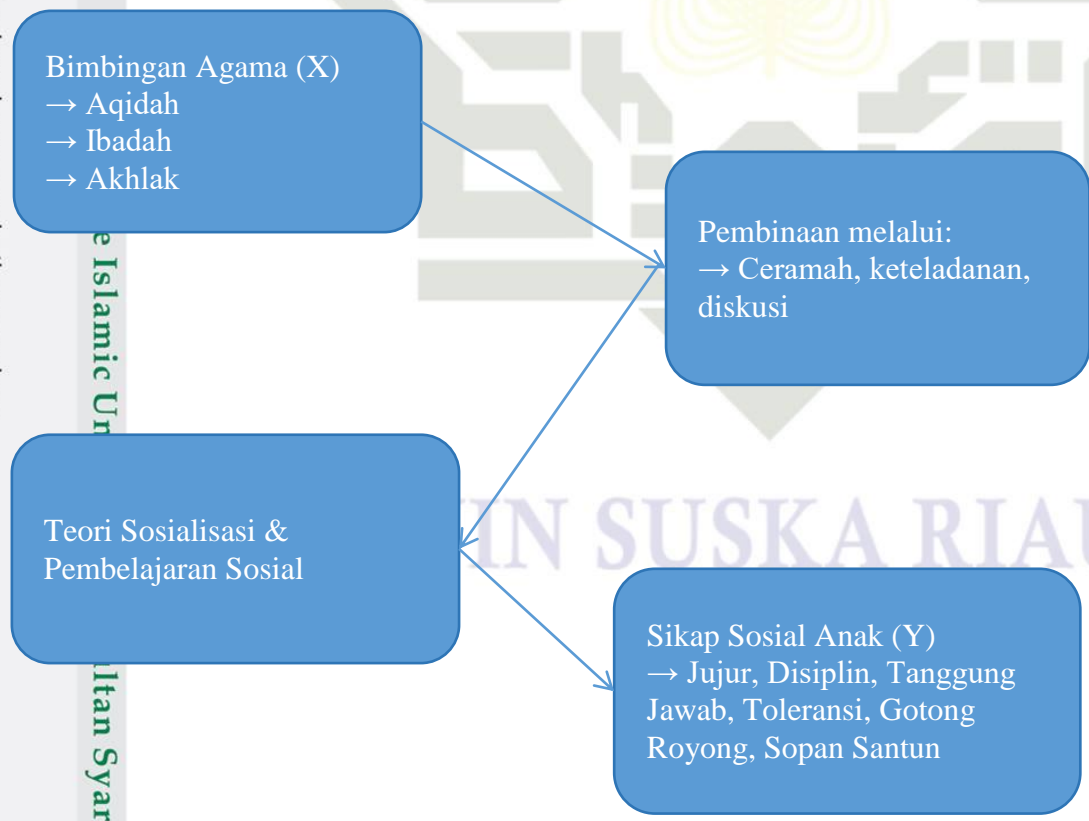 Bimbingan Agama (X)
→ Aqidah
→ Ibadah
→ Akhlak
Pembinaan melalui:
→ Ceramah, keteladanan,
diskusi
Teori Sosialisasi &
Pembelajaran Sosial
Sikap Sosial Anak (Y)
→ Jujur, Disiplin, Tanggung
Jawab, Toleransi, Gotong
Royong, Sopan Santun
IN SUSKA RIAU
e Islamic Un
ltan Syar